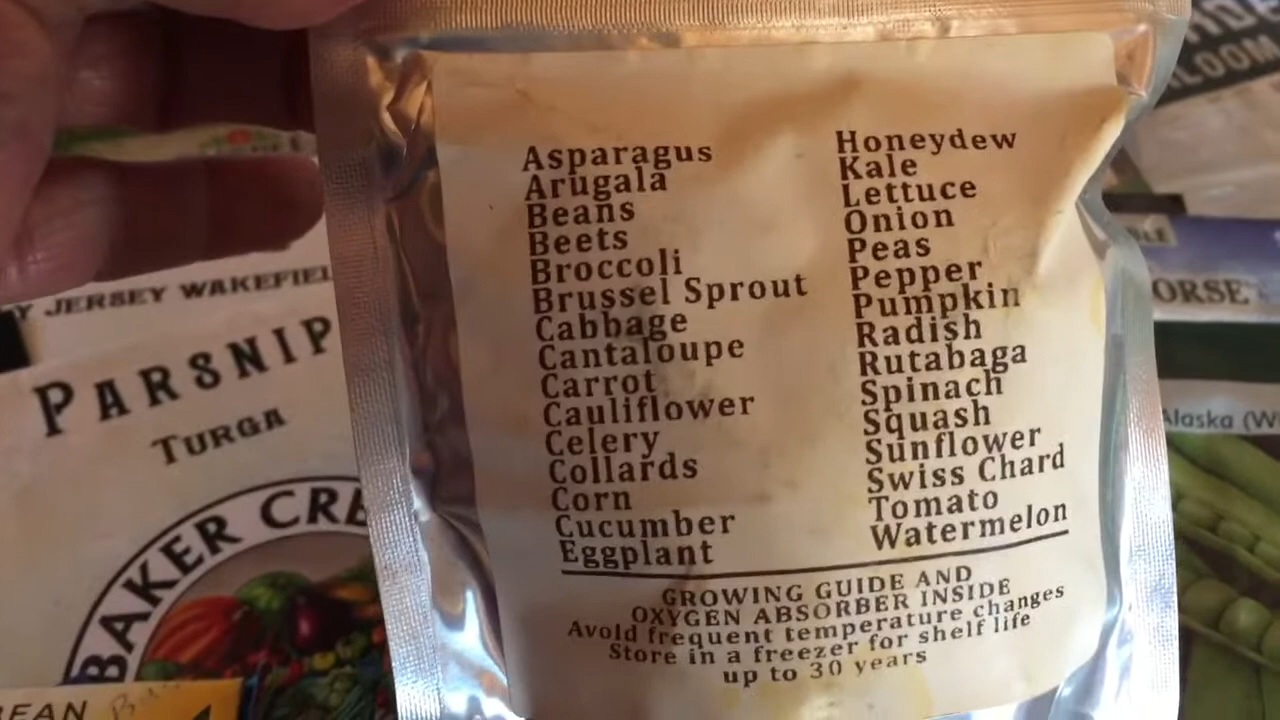 Asparagus
Arugala
Beans
Beets
Broccoli
Brussel Sprout
Cabbage
Cantaloupe
Carrot
Cauliflower
Celery
Collards
Corn
Cucumber
Eggplant
Honeydew
Kale
Lettuce
Onion
Peas
Pepper
Pumpkin
Radish
Rutabaga
Spinach
Squash
Sunflower
Swiss Chard
Tomato
Watermelon
GROWING GUIDE AND
OXYGEN ABSORBER INSIDE
Avoid frequent temperature changes
Store in a freezer for shelf life
up to 30 years
Y JERSEY WAKEFIEL
PARSNIP
TURGA
BAKER CRE
EAN
LOOM
ORSE
Alaska (W